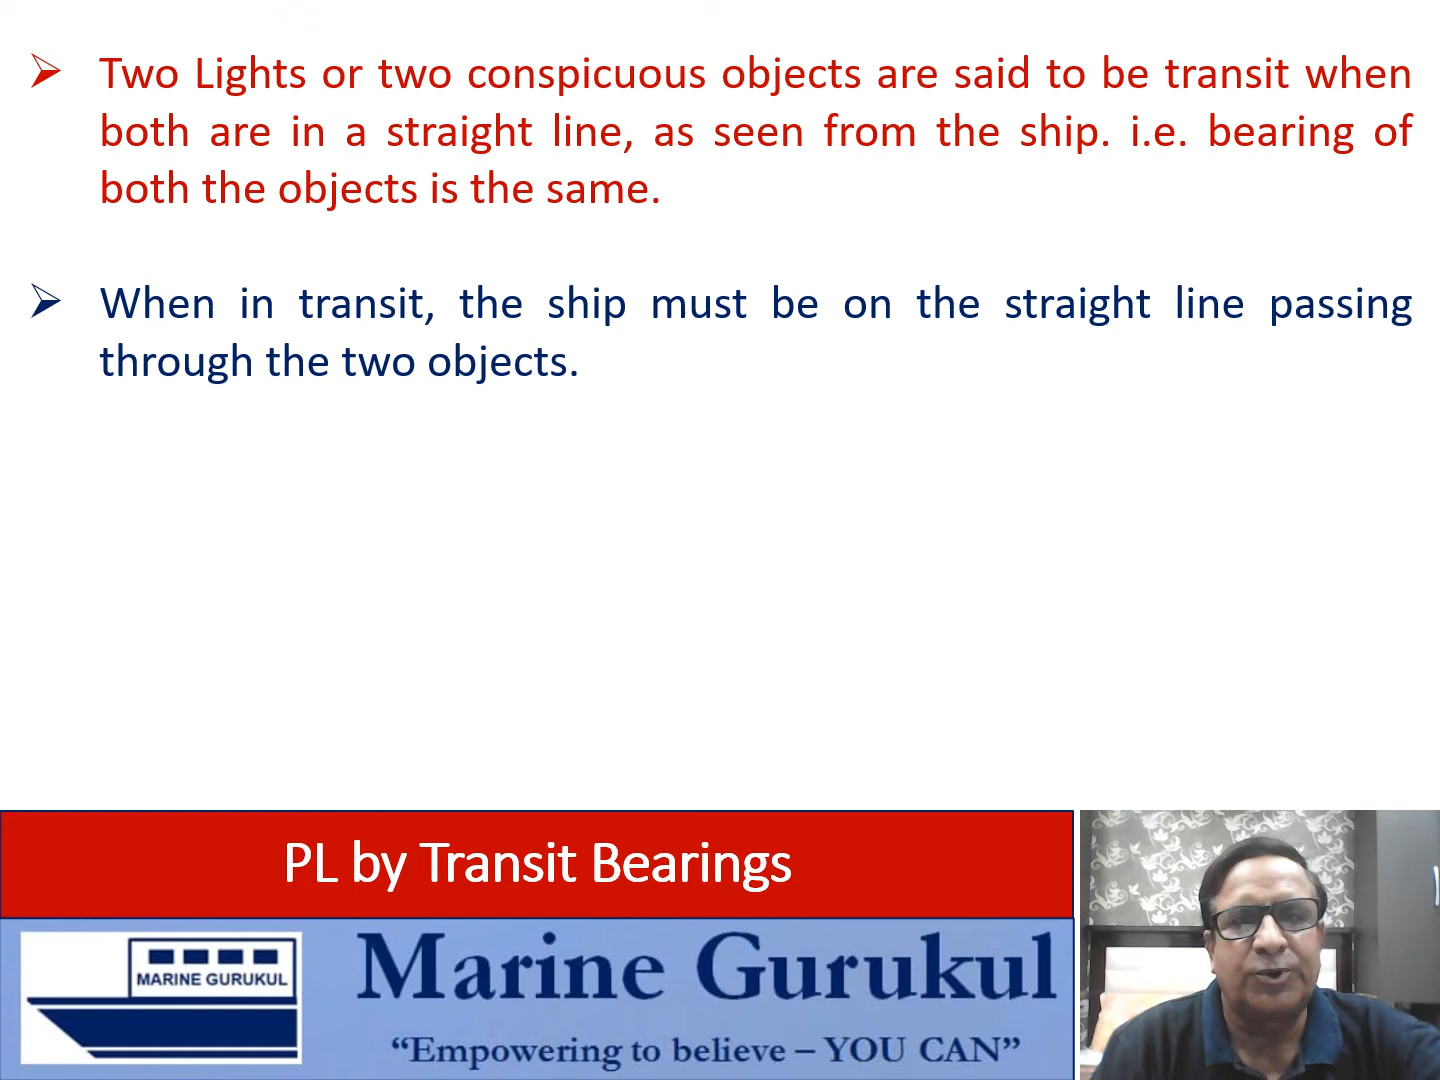 Two Lights or two conspicuous objects are said to be transit when
both are in a straight line, as seen from the ship. i.e. bearing of
both the objects is the same.
When in transit, the ship must be on the straight line passing
through the two objects.
PL by Transit Bearings
MARINE GURUKUL
Marine Gurukul
“Empowering to believe – YOU CAN”